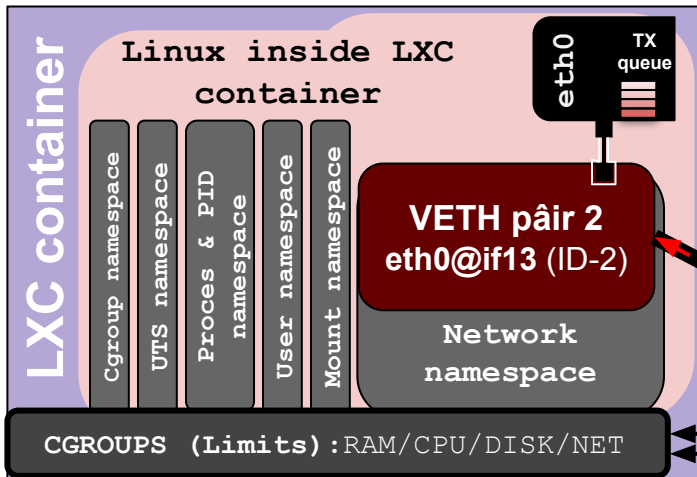 LXC container
Linux inside LXC
container
eth0
TX
queue
Cgroup namespace
UTS namespace
Proces & PID
namespace
User namespace
Mount namespace
VETH pâir 2
eth0@if13 (ID-2)
Network
namespace
CGROUPS (Limits):RAM/CPU/DISK/NET